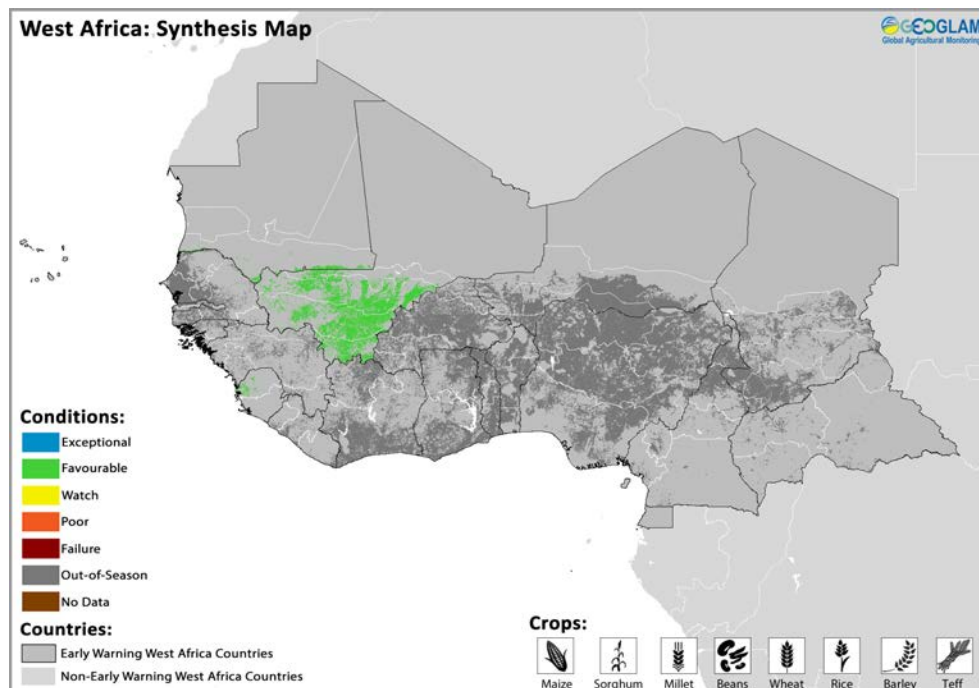 West Africa: Synthesis Map
GEOGLAM
Global Agricultural Monitoring
Conditions:
Exceptional
Favourable
Watch
Poor
Failure
Out-of-Season
No Data
Countries:
Early Warning West Africa Countries
Non-Early Warning West Africa Countries
Crops:
Maize Sorghum Millet Beans Wheat Rice Barley Teff